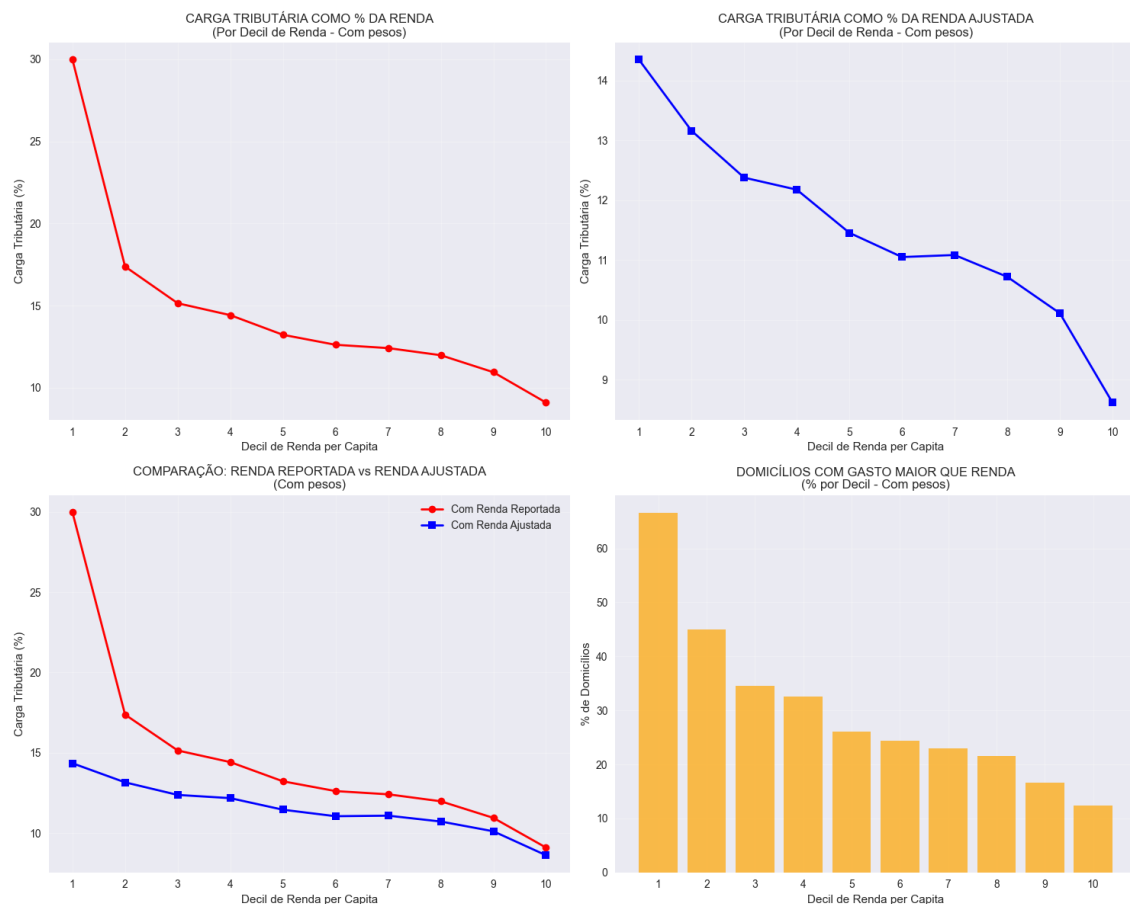 CARGA TRIBUTÁRIA COMO % DA RENDA
(Por Decil de Renda - Com pesos)
30
25
20
15
10
Carga Tributária (%)
1 2 3 4 5 6 7 8 9 10
Decil de Renda per Capita
CARGA TRIBUTÁRIA COMO % DA RENDA AJUSTADA
(Por Decil de Renda - Com pesos)
14
13
12
11
10
9
Carga Tributária (%)
1 2 3 4 5 6 7 8 9 10
Decil de Renda per Capita
COMPARAÇÃO: RENDA REPORTADA vs RENDA AJUSTADA
(Com pesos)
Com Renda Reportada
Com Renda Ajustada
30
25
20
15
10
Carga Tributária (%)
1 2 3 4 5 6 7 8 9 10
Decil de Renda per Capita
DOMICÍLIOS COM GASTO MAIOR QUE RENDA
(% por Decil - Com pesos)
60
50
40
30
20
10
0
% de Domicílios
1 2 3 4 5 6 7 8 9 10
Decil de Renda per Capita